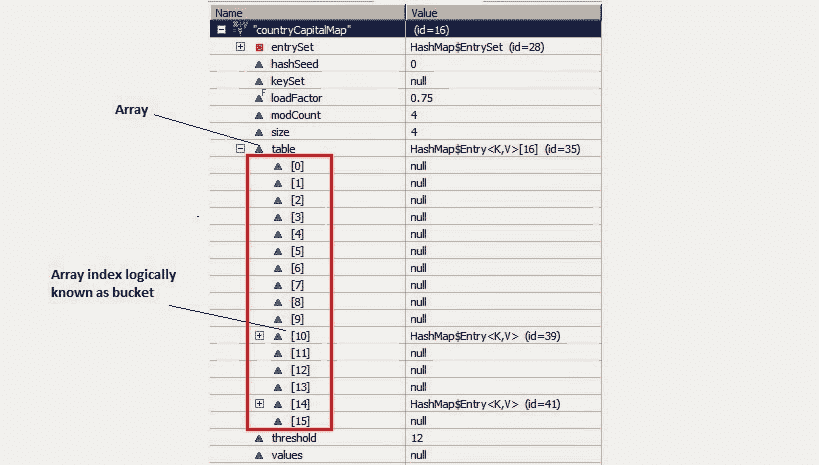 Name Value
"countryCapitalMap" (id=16)
entrySet HashMap$EntrySet (id=28)
hashSeed 0
keySet null
F loadFactor 0.75
Array modCount 4
size 4
table HashMap$Entry<K,V>[16] (id=35)
[0] null
[1] null
[2] null
[3] null
[4] null
[5] null
[6] null
Array index logically [7] null
known as bucket [8] null
[9] null
[10] HashMap$Entry<K,V> (id=39)
[11] null
[12] null
[13] null
[14] HashMap$Entry<K,V> (id=41)
[15] null
threshold 12
values null